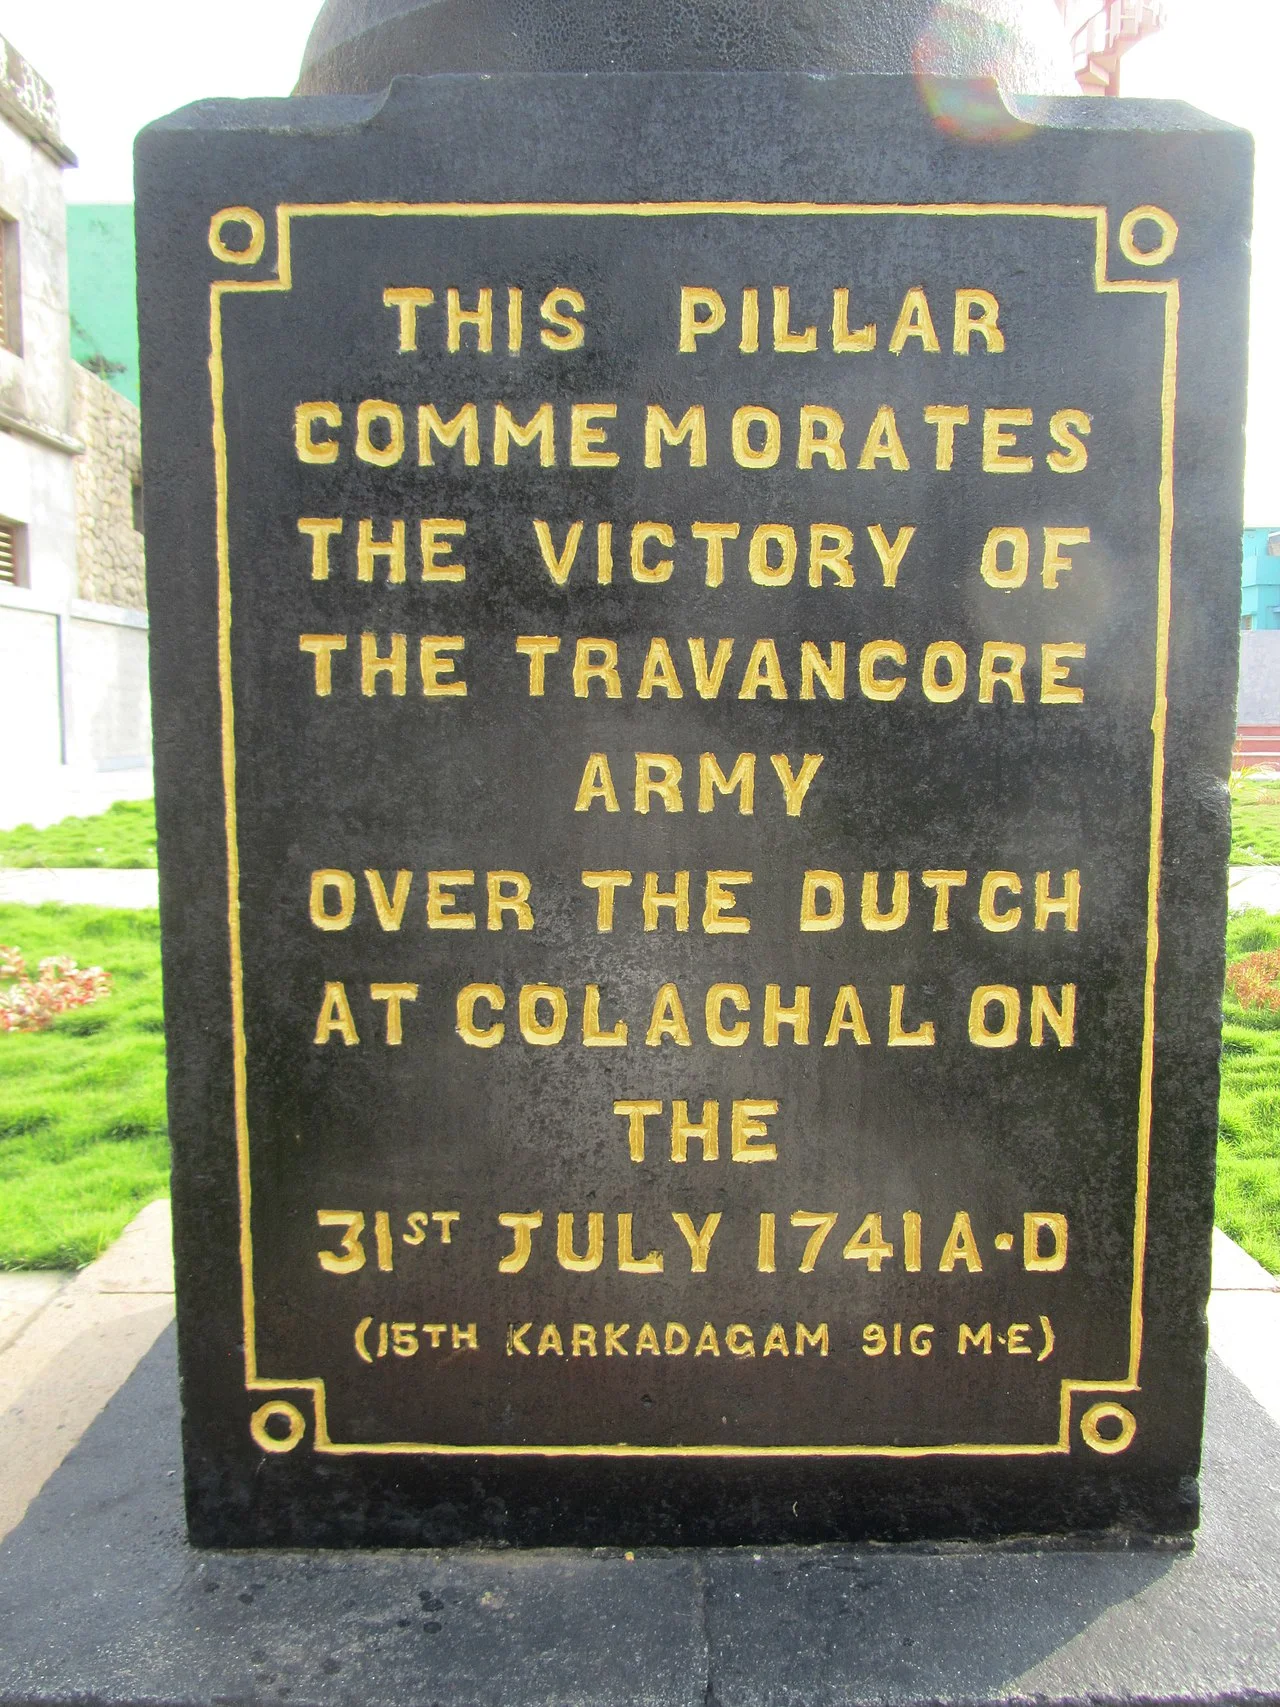 THIS PILLAR
COMMEMORATES
THE VICTORY OF
THE TRAVANCORE
ARMY
OVER THE DUTCH
AT COLACHAL ON
THE
31ST JULY 1741 A.D
(15TH KARKADAGAM 916 M.E)